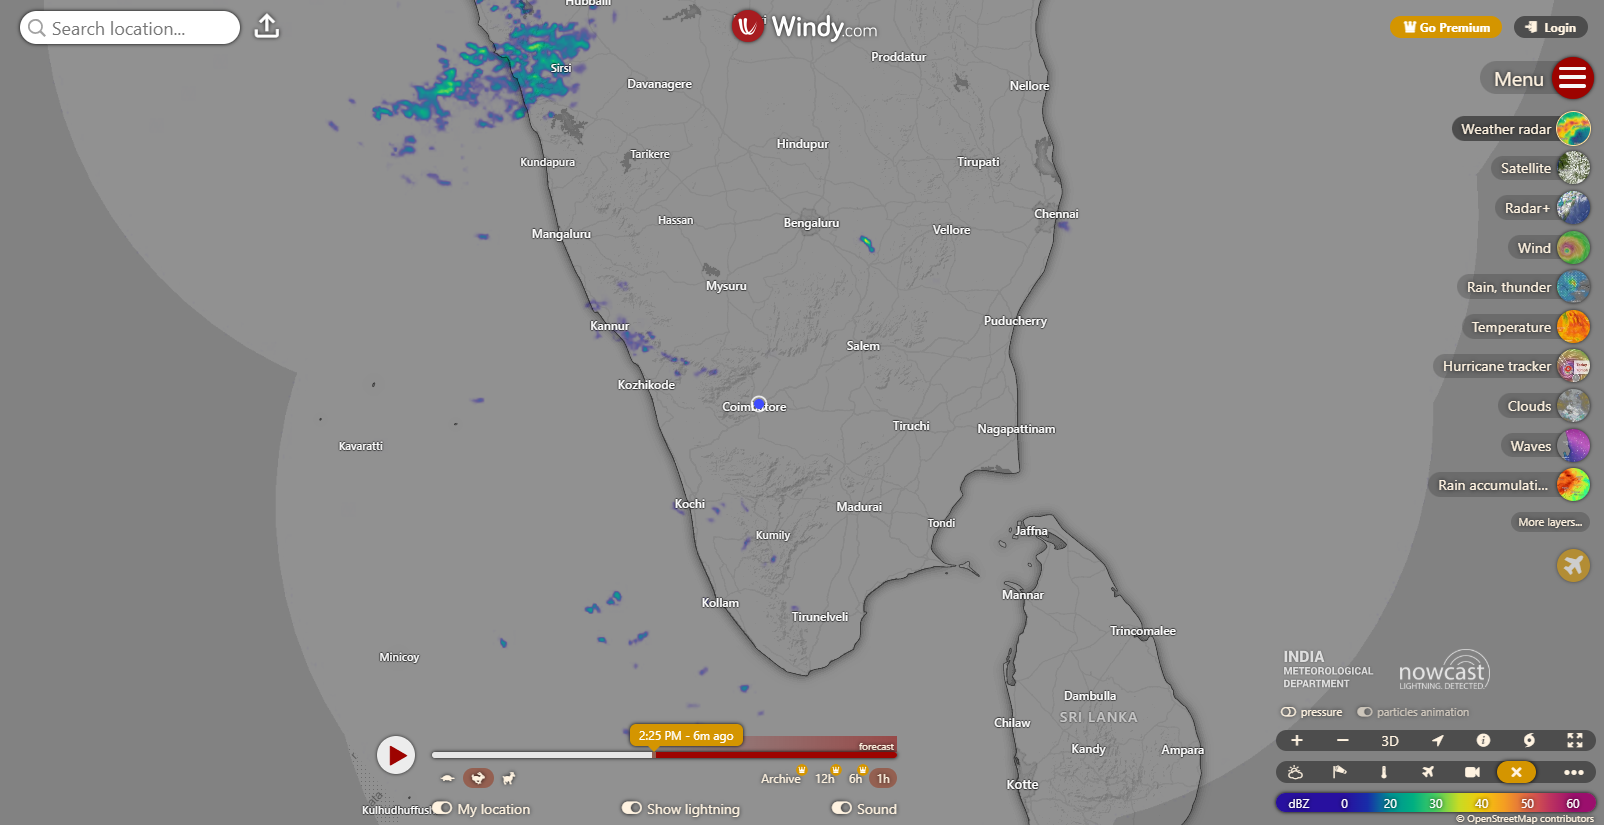 Hubballi
Search location...
Windy.com
Go Premium
Login
Proddatur
Sirsi
Davanagere
Nellore
Menu
Weather radar
Hindupur
Tarikere
Kundapura
Tirupati
Satellite
Radar+
Hassan
Chennai
Bengaluru
Vellore
Mangaluru
Wind
Mysuru
Rain, thunder
Puducherry
Kannur
Temperature
Salem
Hurricane tracker
Kozhikode
Coimbatore
Clouds
Tiruchi
Nagapattinam
Kavaratti
Waves
Rain accumulati...
Kochi
Madurai
Tondi
More layers...
Kumily
Jaffna
Mannar
Kollam
Tirunelveli
Trincomalee
Minicoy
INDIA
METEOROLOGICAL
DEPARTMENT
nowcast
LIGHTNING. DETECTED.
Dambulla
pressure
particles animation
SRI LANKA
Chilaw
2:25 PM - 6m ago
forecast
3D
Kandy
Ampara
Archive
12h
6h
1h
Kotte
dBZ 0 20 30 40 50 60
Kulhudhuffusi
My location
Show lightning
Sound
© OpenStreetMap contributors